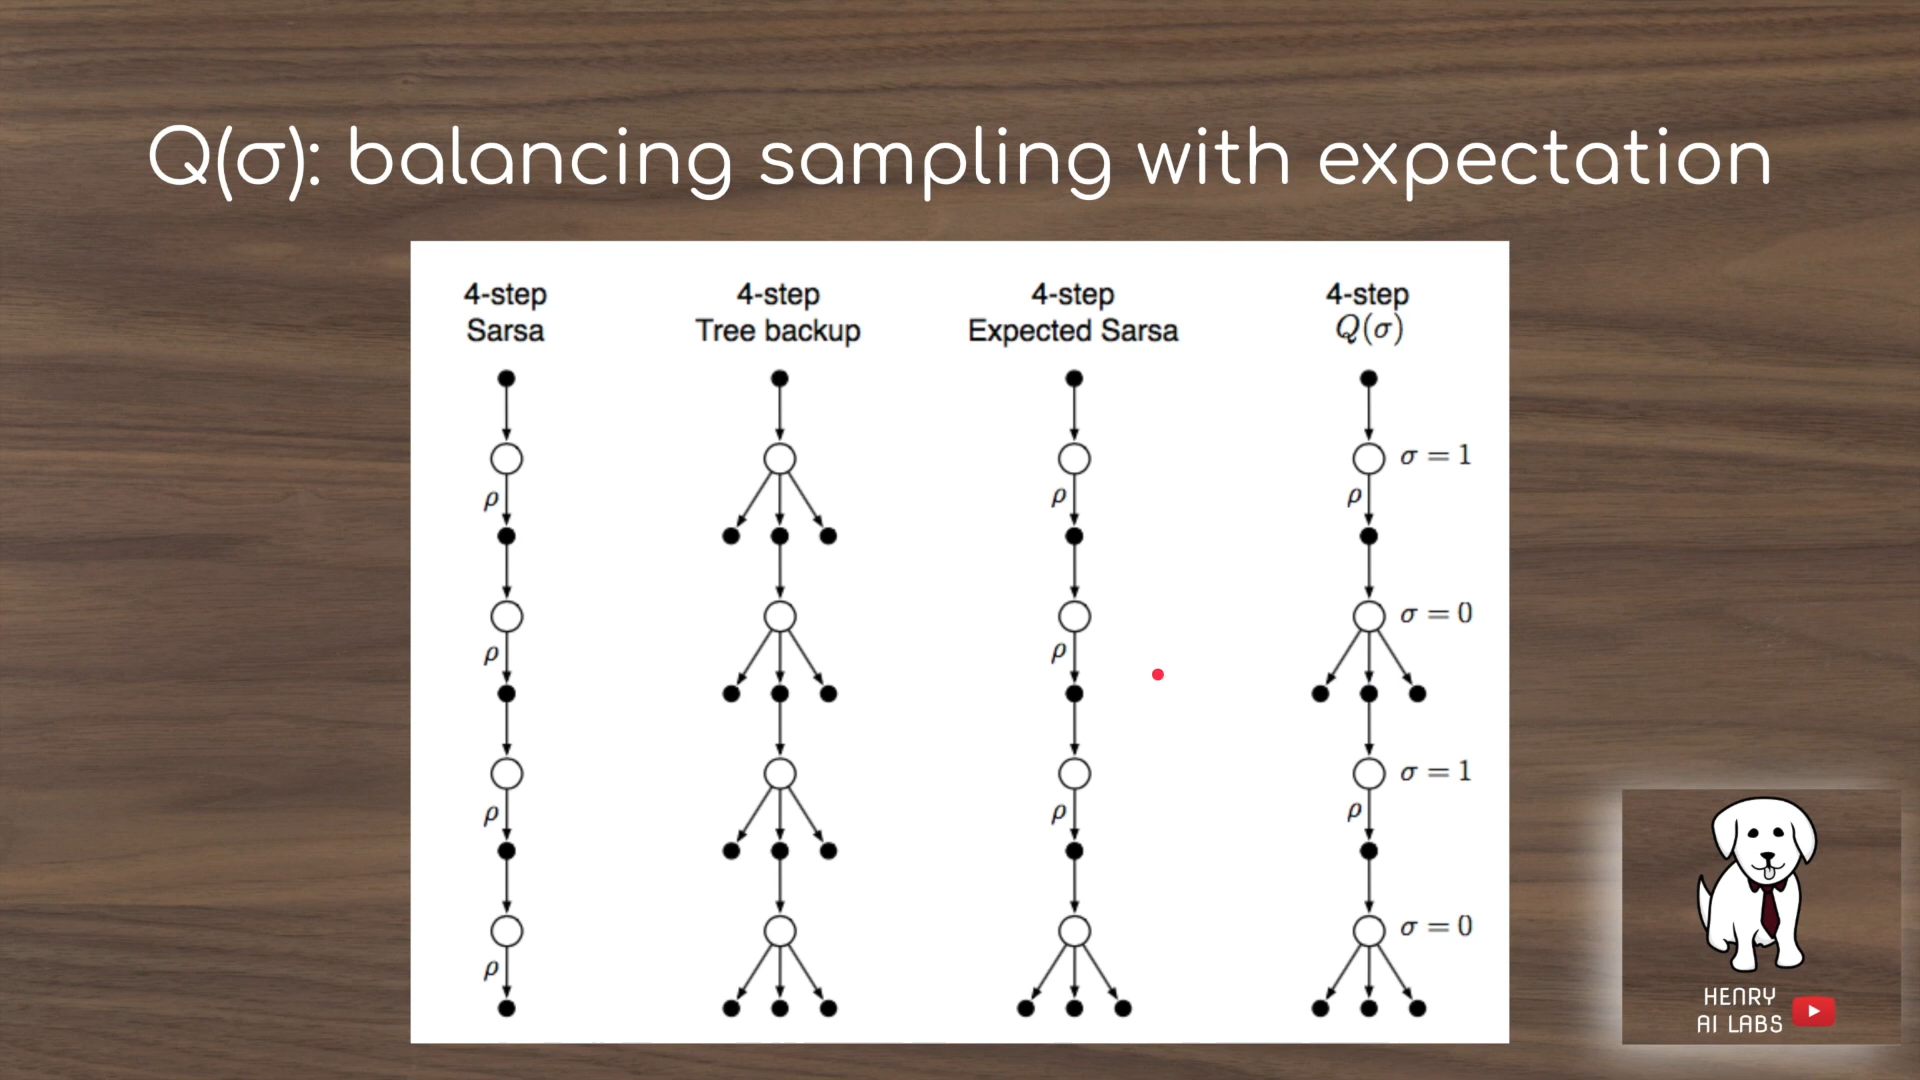 Q(σ): balancing sampling with expectation
4-step
Sarsa
4-step
Tree backup
4-step
Expected Sarsa
4-step
Q(σ)
σ = 1
ρ
ρ
ρ
σ = 0
ρ
ρ
σ = 1
ρ
ρ
ρ
σ = 0
ρ
HENRY
AI LABS